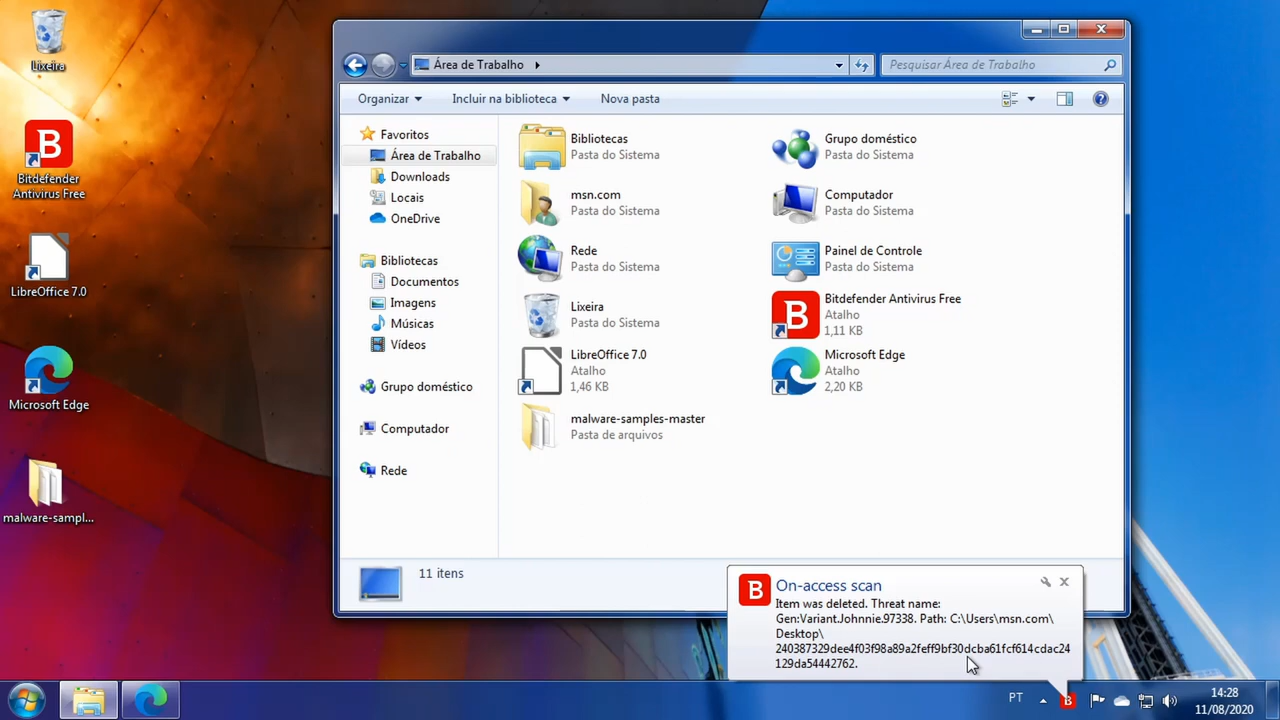 Lixeira
Bitdefender
Antivirus Free
LibreOffice 7.0
Microsoft Edge
malware-sampl...
Área de Trabalho
Pesquisar Área de Trabalho
Organizar
Incluir na biblioteca
Nova pasta
Favoritos
Área de Trabalho
Downloads
Locais
OneDrive
Bibliotecas
Documentos
Imagens
Músicas
Vídeos
Grupo doméstico
Computador
Rede
Bibliotecas
Pasta do Sistema
Grupo doméstico
Pasta do Sistema
msn.com
Pasta do Sistema
Computador
Pasta do Sistema
Rede
Pasta do Sistema
Painel de Controle
Pasta do Sistema
Lixeira
Pasta do Sistema
Bitdefender Antivirus Free
Atalho
1,11 KB
LibreOffice 7.0
Atalho
1,46 KB
Microsoft Edge
Atalho
2,20 KB
malware-samples-master
Pasta de arquivos
11 itens
On-access scan
Item was deleted. Threat name:
Gen:Variant.Johnnie.97338. Path: C:\Users\msn.com\
Desktop\
240387329dee4f03f98a89a2feff9bf30dcba61fcf614cdac24
129da54442762.
PT
14:28
11/08/2020